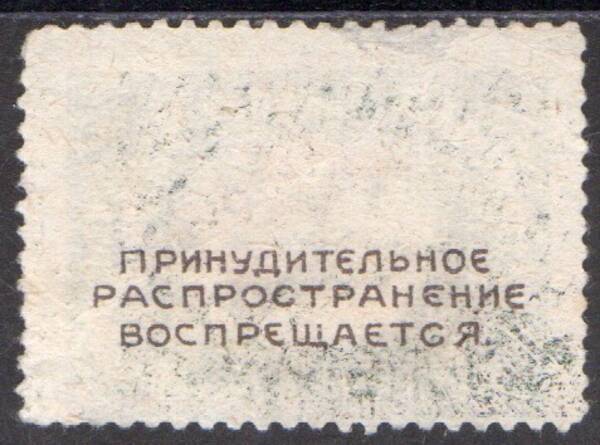 ПРИНУДИТЕЛЬНОЕ
РАСПРОСТРАНЕНИЕ
ВОСПРЕЩАЕТСЯ.